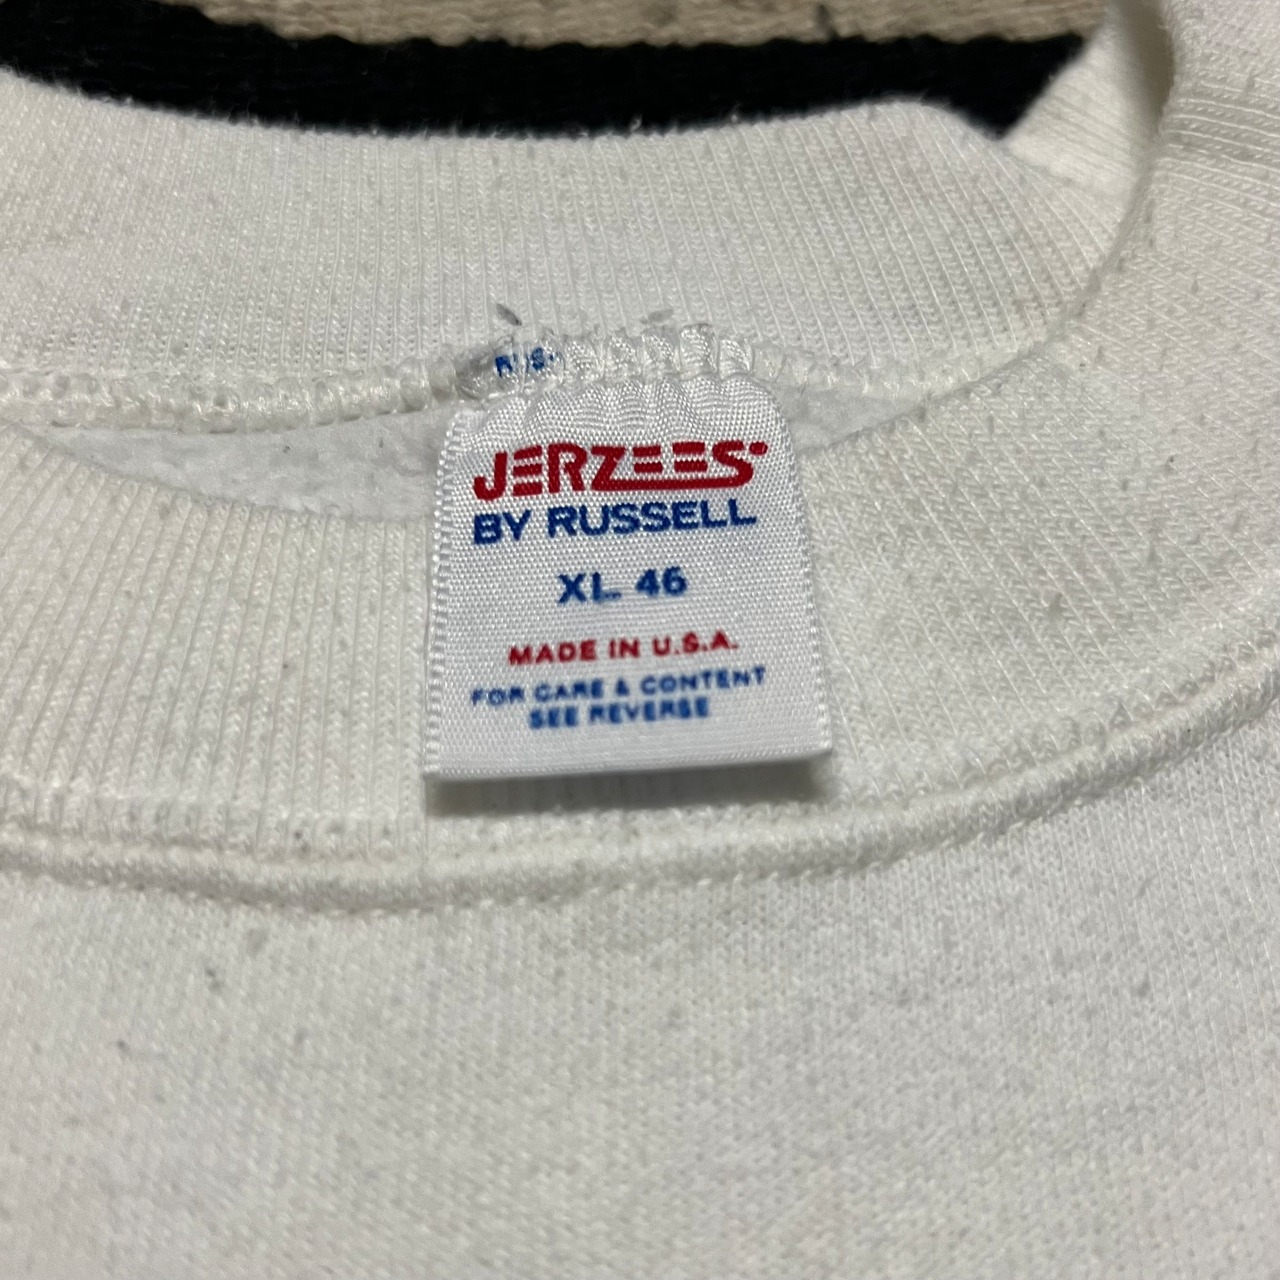 JERZEES
BY RUSSELL
XL 46
MADE IN U.S.A.
FOR CARE & CONTENT
SEE REVERSE